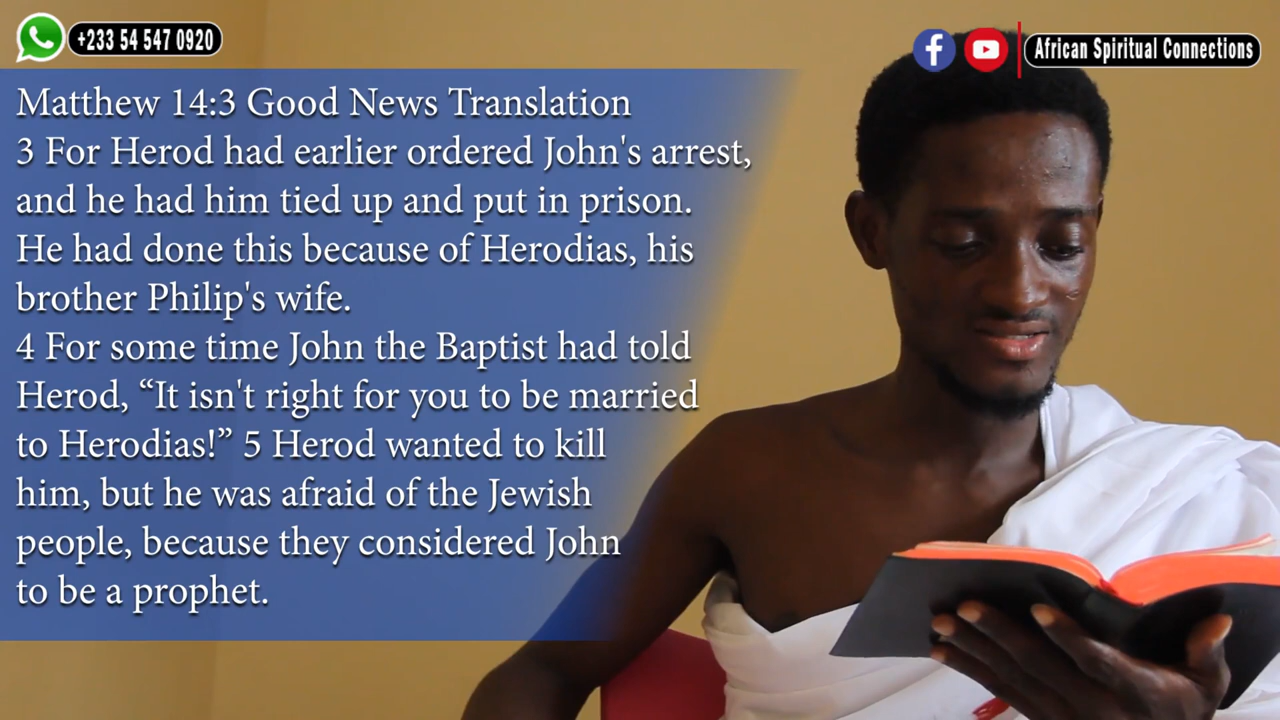 +233 54 547 0920
African Spiritual Connections
Matthew 14:3 Good News Translation
3 For Herod had earlier ordered John's arrest,
and he had him tied up and put in prison.
He had done this because of Herodias, his
brother Philip's wife.
4 For some time John the Baptist had told
Herod, “It isn't right for you to be married
to Herodias!” 5 Herod wanted to kill
him, but he was afraid of the Jewish
people, because they considered John
to be a prophet.